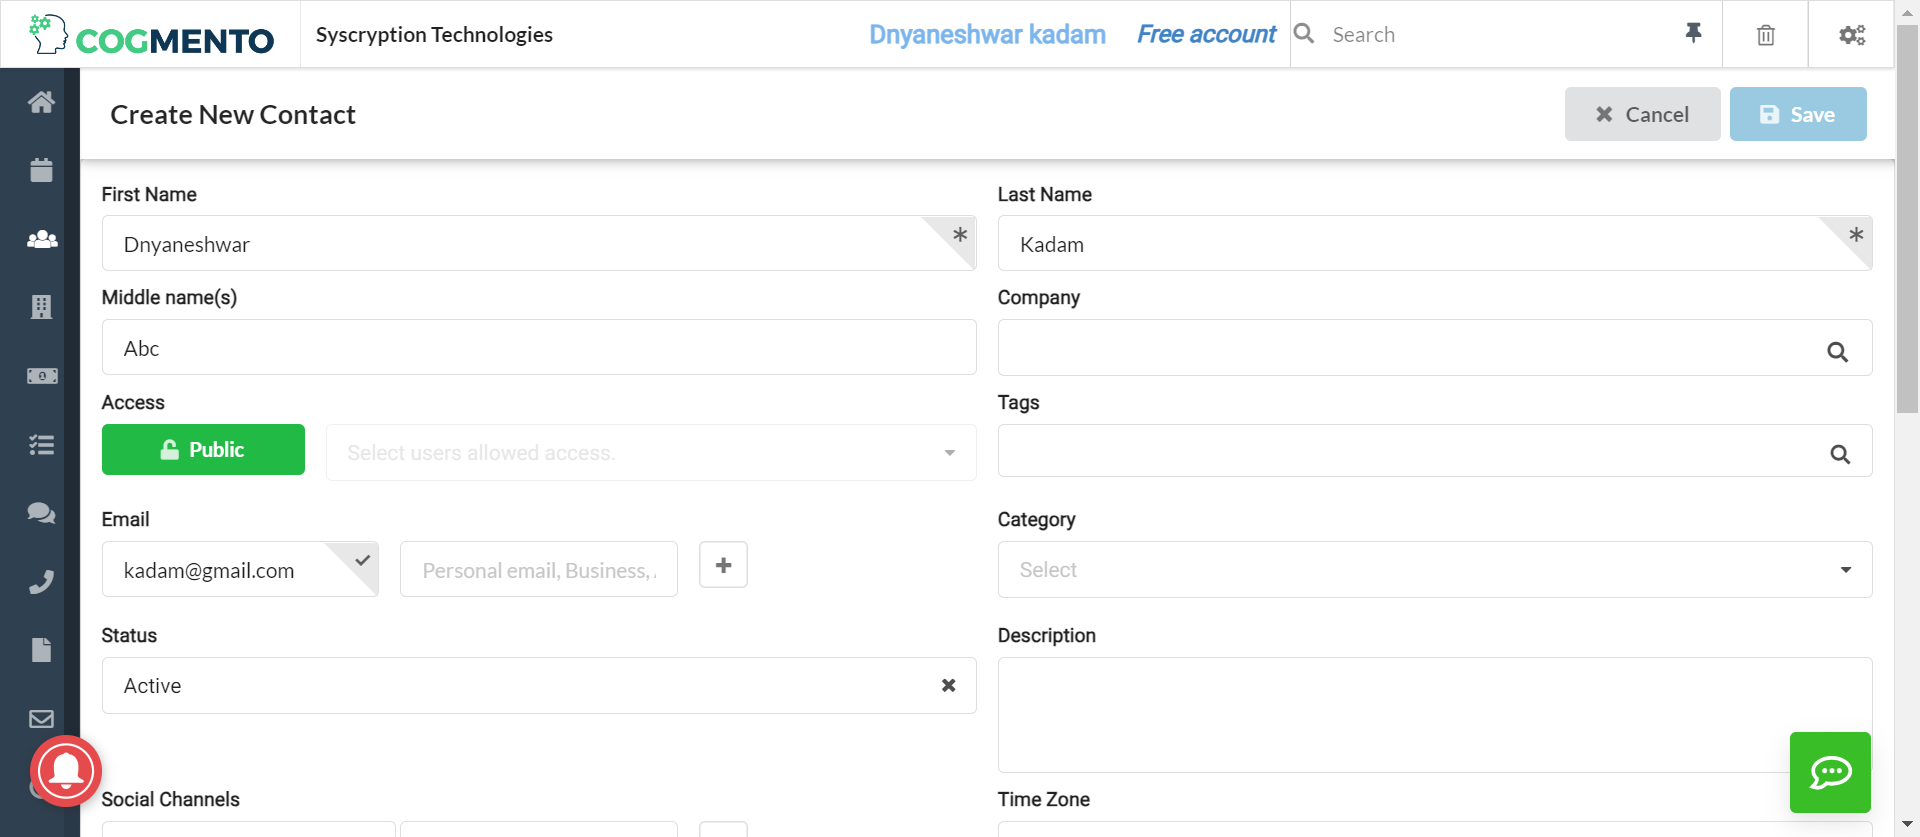 COGMENTO
Syscryption Technologies
Dnyaneshwar kadam
Free account
Search
Create New Contact
Cancel
Save
First Name
Last Name
Dnyaneshwar
*
Kadam
*
Middle name(s)
Company
Abc
Access
Tags
Public
Select users allowed access.
Email
Category
kadam@gmail.com
Personal email, Business,
Select
Status
Description
Active
Social Channels
Time Zone